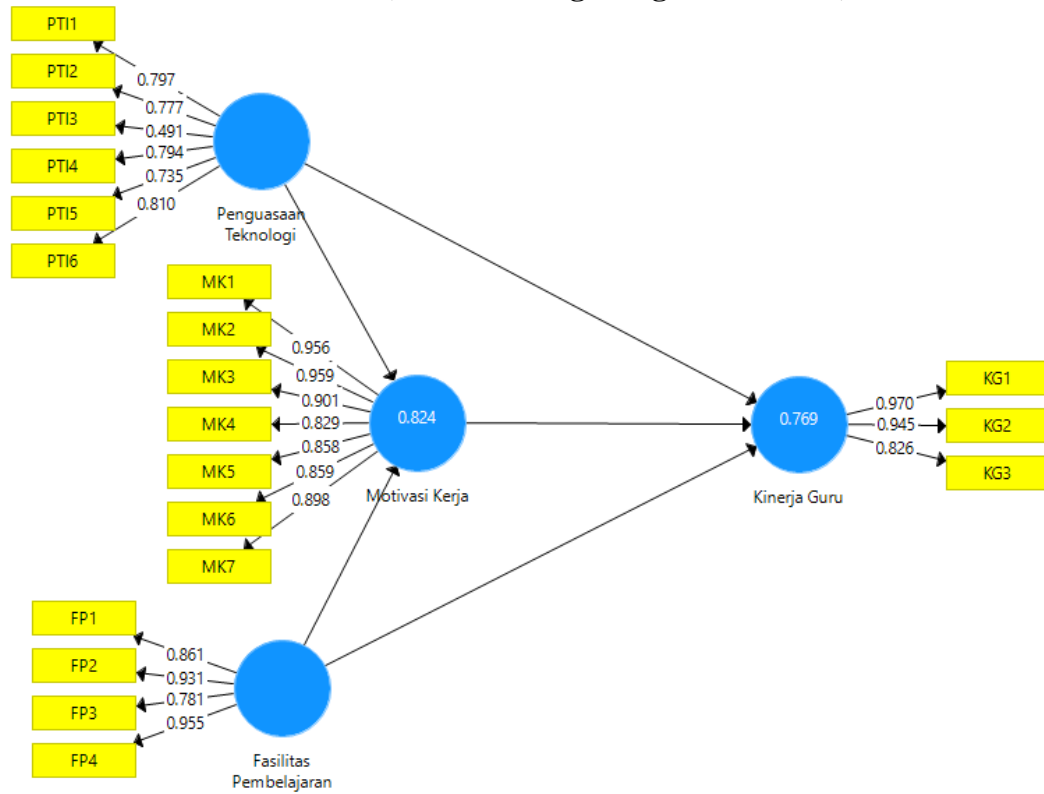 PTI1
PTI2
PTI3
PTI4
PTI5
PTI6
0.797
0.777
0.491
0.794
0.735
0.810
Penguasaan
Teknologi
MK1
MK2
MK3
MK4
MK5
MK6
MK7
0.956
0.959
0.901
0.829
0.858
0.859
0.898
0.824
Motivasi Kerja
0.769
Kinerja Guru
0.970
0.945
0.826
KG1
KG2
KG3
FP1
FP2
FP3
FP4
0.861
0.931
0.781
0.955
Fasilitas
Pembelajaran